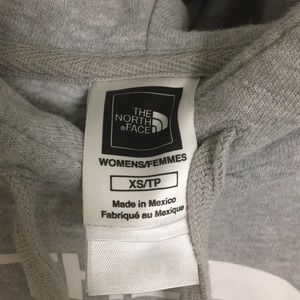 THE
NORTH
FACE
WOMENS/FEMMES
XS/TP
Made in Mexico
Fabriqué au Mexique